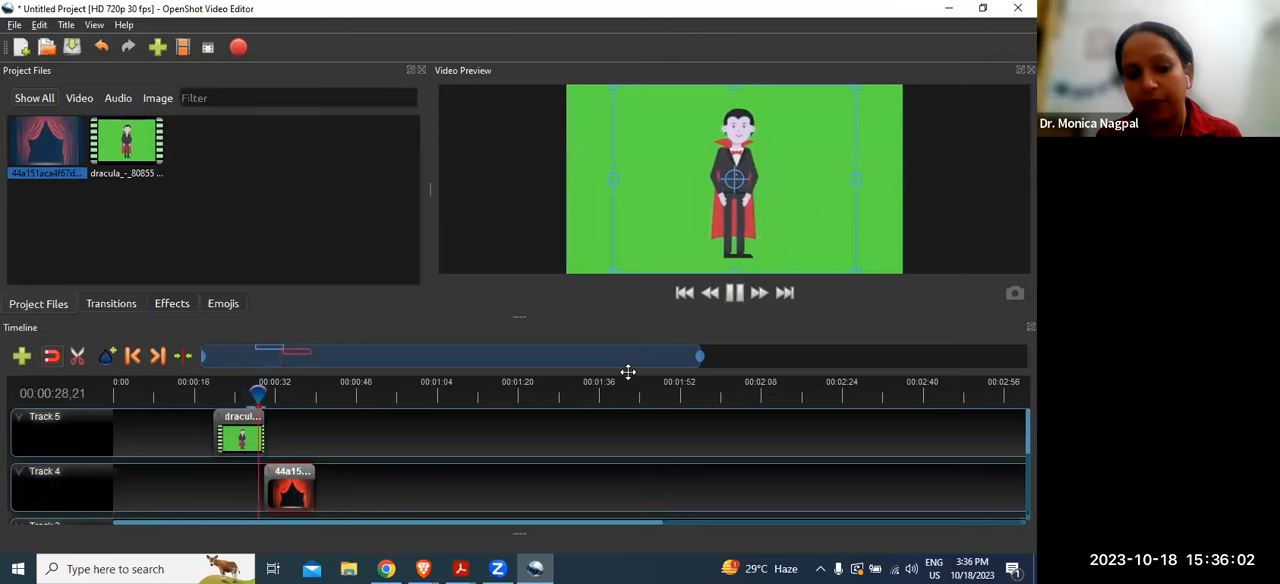 * Untitled Project [HD 720p 30 fps] - OpenShot Video Editor
File Edit Title View Help
Project Files
Video Preview
Show All Video Audio Image Filter
44a151aca4f67d... dracula_-_80855 ...
Dr. Monica Nagpal
Project Files Transitions Effects Emojis
Timeline
00:00:28,21
0:00 00:00:16 00:00:32 00:00:48 00:01:04 00:01:20 00:01:36 00:01:52 00:02:08 00:02:24 00:02:40 00:02:56
Track 5
dracul...
Track 4
44a15...
Type here to search
29°C Haze
ENG
US
3:36 PM
10/18/2023
1
2023-10-18 15:36:02